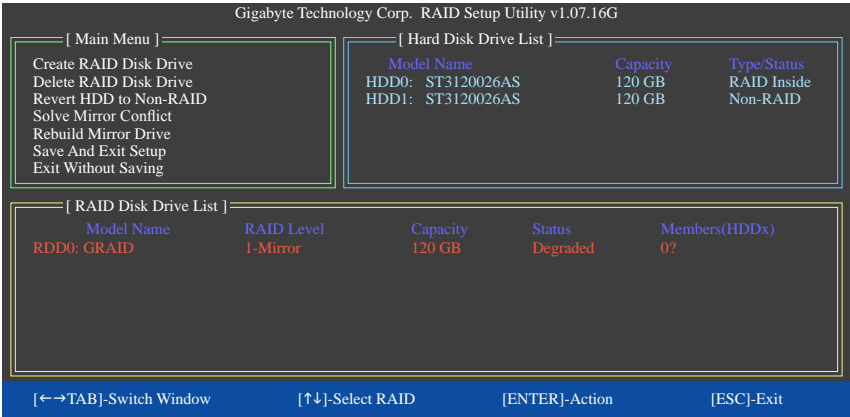 Gigabyte Technology Corp. RAID Setup Utility v1.07.16G
[ Main Menu ]
Create RAID Disk Drive
Delete RAID Disk Drive
Revert HDD to Non-RAID
Solve Mirror Conflict
Rebuild Mirror Drive
Save And Exit Setup
Exit Without Saving
[ Hard Disk Drive List ]
Model Name Capacity Type/Status
HDD0: ST3120026AS 120 GB RAID Inside
HDD1: ST3120026AS 120 GB Non-RAID
[ RAID Disk Drive List ]
Model Name RAID Level Capacity Status Members(HDDx)
RDD0: GRAID 1-Mirror 120 GB Degraded 0?
[←→TAB]-Switch Window [↑↓]-Select RAID [ENTER]-Action [ESC]-Exit